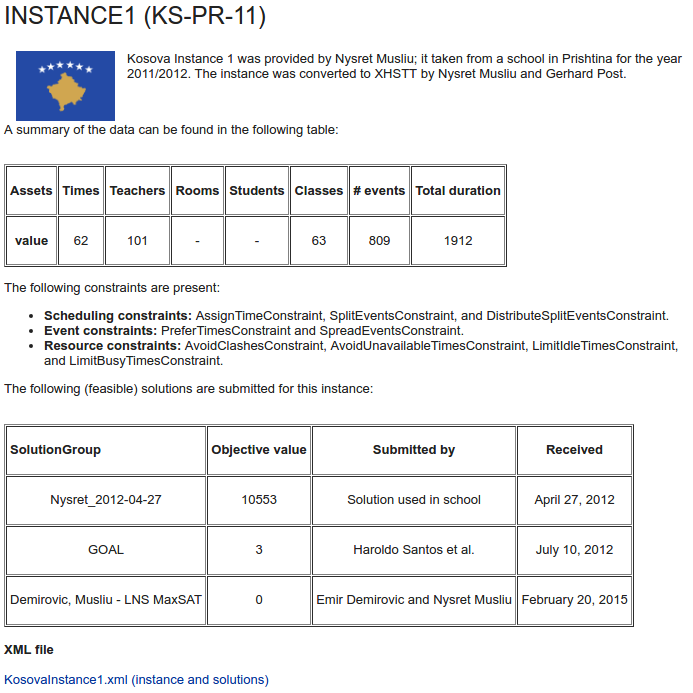 INSTANCE1 (KS-PR-11)
Kosova Instance 1 was provided by Nysret Musliu; it taken from a school in Prishtina for the year
2011/2012. The instance was converted to XHSTT by Nysret Musliu and Gerhard Post.
A summary of the data can be found in the following table:
Assets Times Teachers Rooms Students Classes # events Total duration
value 62 101 - - 63 809 1912
The following constraints are present:
• Scheduling constraints: AssignTimeConstraint, SplitEventsConstraint, and DistributeSplitEventsConstraint.
• Event constraints: PreferTimesConstraint and SpreadEventsConstraint.
• Resource constraints: AvoidClashesConstraint, AvoidUnavailableTimesConstraint, LimitIdleTimesConstraint,
and LimitBusyTimesConstraint.
The following (feasible) solutions are submitted for this instance:
SolutionGroup Objective value Submitted by Received
Nysret_2012-04-27 10553 Solution used in school April 27, 2012
GOAL 3 Haroldo Santos et al. July 10, 2012
Demirovic, Musliu - LNS MaxSAT 0 Emir Demirovic and Nysret Musliu February 20, 2015
XML file
KosovaInstance1.xml (instance and solutions)